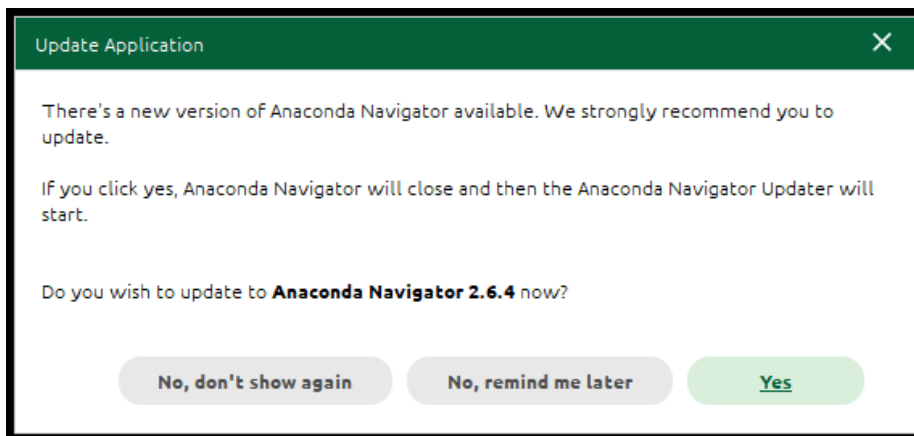 Update Application
There's a new version of Anaconda Navigator available. We strongly recommend you to
update.
If you click yes, Anaconda Navigator will close and then the Anaconda Navigator Updater will
start.
Do you wish to update to Anaconda Navigator 2.6.4 now?
No, don't show again No, remind me later Yes